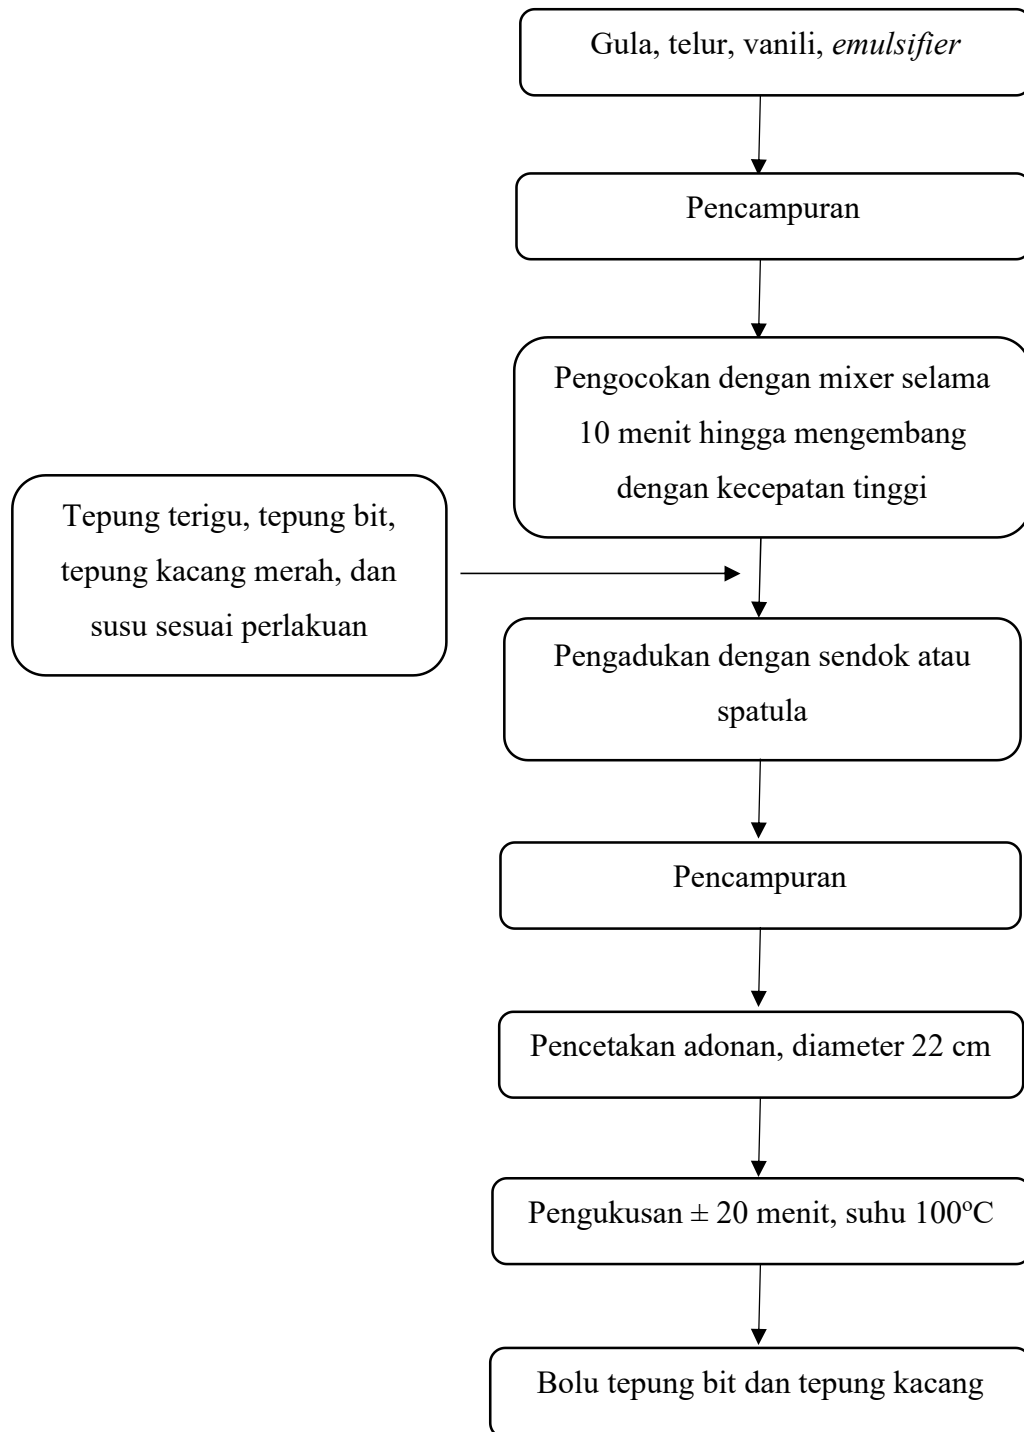 Gula, telur, vanili, emulsifier
Pencampuran
Pengocokan dengan mixer selama
10 menit hingga mengembang
dengan kecepatan tinggi
Tepung terigu, tepung bit,
tepung kacang merah, dan
susu sesuai perlakuan
Pengadukan dengan sendok atau
spatula
Pencampuran
Pencetakan adonan, diameter 22 cm
Pengukusan ± 20 menit, suhu 100ºC
Bolu tepung bit dan tepung kacang